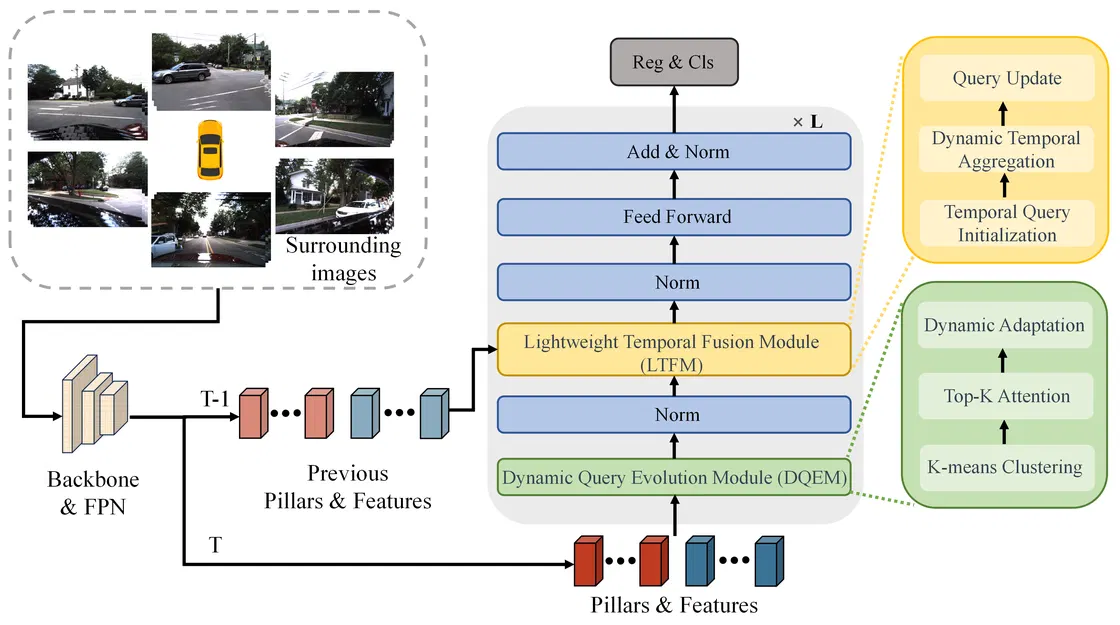 Surrounding
images
Backbone
& FPN
T-1
Previous
Pillars & Features
T
Pillars & Features
Reg & Cls
× L
Add & Norm
Feed Forward
Norm
Lightweight Temporal Fusion Module
(LTFM)
Norm
Dynamic Query Evolution Module (DQEM)
Query Update
Dynamic Temporal
Aggregation
Temporal Query
Initialization
Dynamic Adaptation
Top-K Attention
K-means Clustering